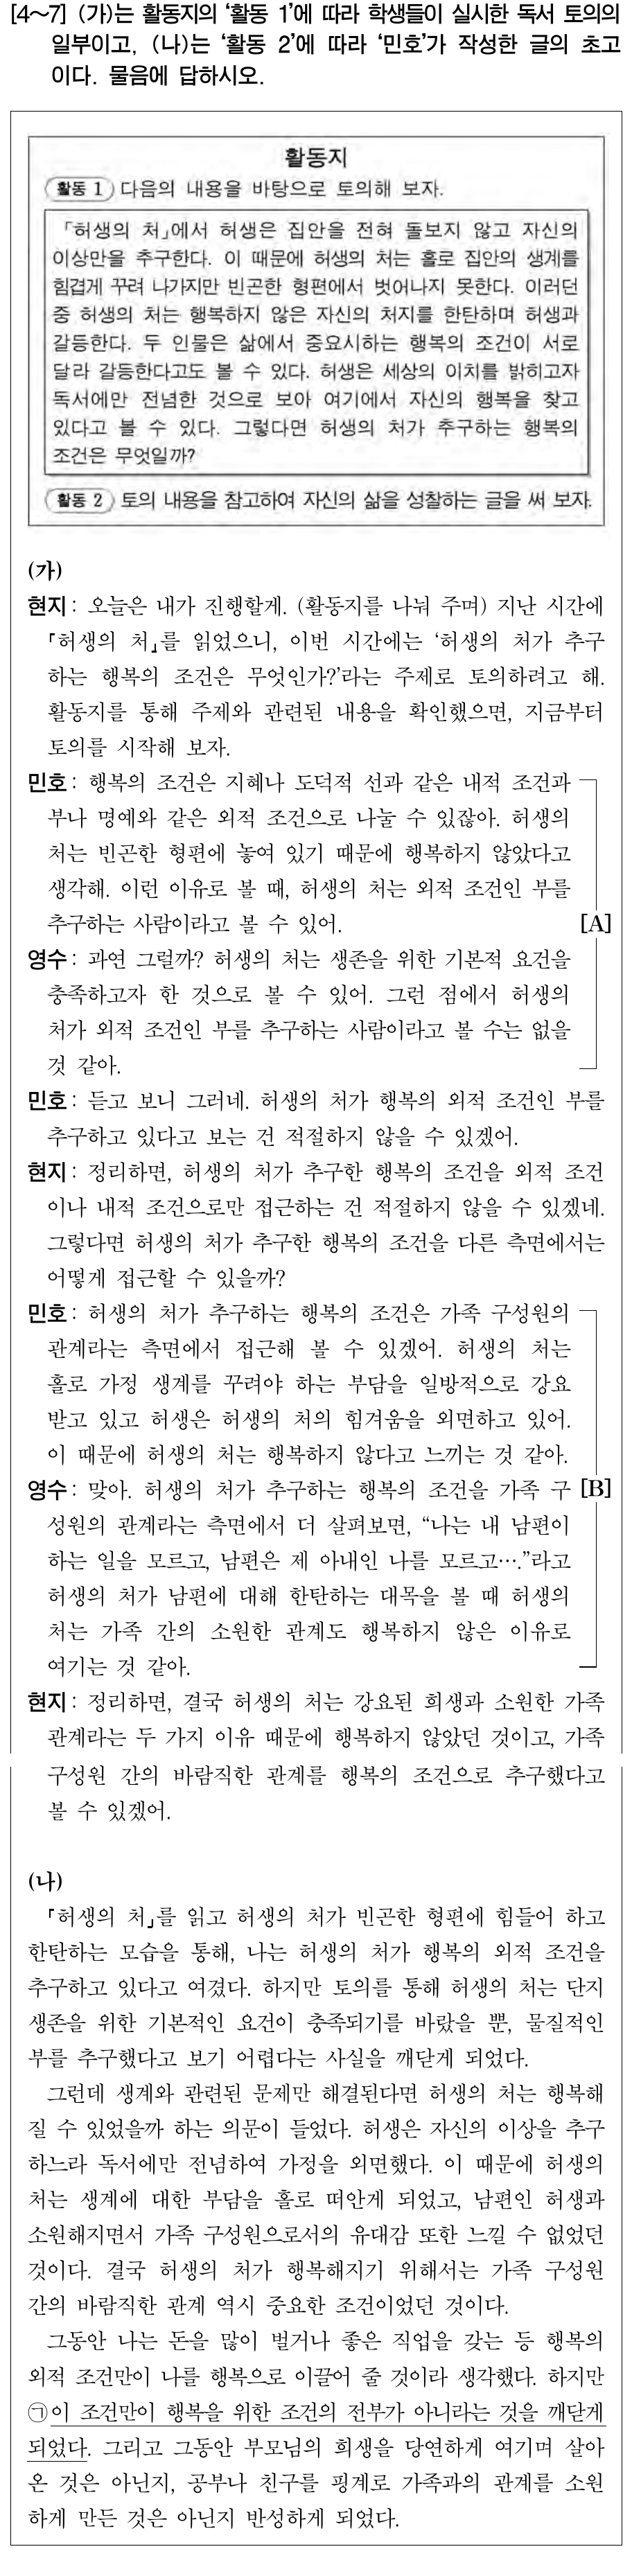 [4~7] (가)는 활동지의 ‘활동 1’에 따라 학생들이 실시한 독서 토의의
일부이고, (나)는 ‘활동 2’에 따라 ‘민호’가 작성한 글의 초고
이다. 물음에 답하시오.
활동지
활동 1 다음의 내용을 바탕으로 토의해 보자.
「허생의 처」에서 허생은 집안을 전혀 돌보지 않고 자신의
이상만을 추구한다. 이 때문에 허생의 처는 홀로 집안의 생계를
힘겹게 꾸려 나가지만 빈곤한 형편에서 벗어나지 못한다. 이러던
중 허생의 처는 행복하지 않은 자신의 처지를 한탄하며 허생과
갈등한다. 두 인물은 삶에서 중요시하는 행복의 조건이 서로
달라 갈등한다고도 볼 수 있다. 허생은 세상의 이치를 밝히고자
독서에만 전념한 것으로 보아 여기에서 자신의 행복을 찾고
있다고 볼 수 있다. 그렇다면 허생의 처가 추구하는 행복의
조건은 무엇일까?
활동 2 토의 내용을 참고하여 자신의 삶을 성찰하는 글을 써 보자.
(가)
현지: 오늘은 내가 진행할게. (활동지를 나눠 주며) 지난 시간에
「허생의 처」를 읽었으니, 이번 시간에는 ‘허생의 처가 추구
하는 행복의 조건은 무엇인가?’라는 주제로 토의하려고 해.
활동지를 통해 주제와 관련된 내용을 확인했으면, 지금부터
토의를 시작해 보자.
민호: 행복의 조건은 지혜나 도덕적 선과 같은 내적 조건과
부나 명예와 같은 외적 조건으로 나눌 수 있잖아. 허생의
처는 빈곤한 형편에 놓여 있기 때문에 행복하지 않았다고
생각해. 이런 이유로 볼 때, 허생의 처는 외적 조건인 부를
추구하는 사람이라고 볼 수 있어. [A]
영수: 과연 그럴까? 허생의 처는 생존을 위한 기본적 요건을
충족하고자 한 것으로 볼 수 있어. 그런 점에서 허생의
처가 외적 조건인 부를 추구하는 사람이라고 볼 수는 없을
것 같아.
민호: 듣고 보니 그러네. 허생의 처가 행복의 외적 조건인 부를
추구하고 있다고 보는 건 적절하지 않을 수 있겠어.
현지: 정리하면, 허생의 처가 추구한 행복의 조건을 외적 조건
이나 내적 조건으로만 접근하는 건 적절하지 않을 수 있겠네.
그렇다면 허생의 처가 추구한 행복의 조건을 다른 측면에서는
어떻게 접근할 수 있을까?
민호: 허생의 처가 추구하는 행복의 조건은 가족 구성원의
관계라는 측면에서 접근해 볼 수 있겠어. 허생의 처는
홀로 가정 생계를 꾸려야 하는 부담을 일방적으로 강요
받고 있고 허생은 허생의 처의 힘겨움을 외면하고 있어.
이 때문에 허생의 처는 행복하지 않다고 느끼는 것 같아.
영수: 맞아. 허생의 처가 추구하는 행복의 조건을 가족 구 [B]
성원의 관계라는 측면에서 더 살펴보면, “나는 내 남편이
하는 일을 모르고, 남편은 제 아내인 나를 모르고….”라고
허생의 처가 남편에 대해 한탄하는 대목을 볼 때 허생의
처는 가족 간의 소원한 관계도 행복하지 않은 이유로
여기는 것 같아.
현지: 정리하면, 결국 허생의 처는 강요된 희생과 소원한 가족
관계라는 두 가지 이유 때문에 행복하지 않았던 것이고, 가족
구성원 간의 바람직한 관계를 행복의 조건으로 추구했다고
볼 수 있겠어.
(나)
「허생의 처」를 읽고 허생의 처가 빈곤한 형편에 힘들어 하고
한탄하는 모습을 통해, 나는 허생의 처가 행복의 외적 조건을
추구하고 있다고 여겼다. 하지만 토의를 통해 허생의 처는 단지
생존을 위한 기본적인 요건이 충족되기를 바랐을 뿐, 물질적인
부를 추구했다고 보기 어렵다는 사실을 깨닫게 되었다.
그런데 생계와 관련된 문제만 해결된다면 허생의 처는 행복해
질 수 있었을까 하는 의문이 들었다. 허생은 자신의 이상을 추구
하느라 독서에만 전념하여 가정을 외면했다. 이 때문에 허생의
처는 생계에 대한 부담을 홀로 떠안게 되었고, 남편인 허생과
소원해지면서 가족 구성원으로서의 유대감 또한 느낄 수 없었던
것이다. 결국 허생의 처가 행복해지기 위해서는 가족 구성원
간의 바람직한 관계 역시 중요한 조건이었던 것이다.
그동안 나는 돈을 많이 벌거나 좋은 직업을 갖는 등 행복의
외적 조건만이 나를 행복으로 이끌어 줄 것이라 생각했다. 하지만
㉠이 조건만이 행복을 위한 조건의 전부가 아니라는 것을 깨닫게
되었다. 그리고 그동안 부모님의 희생을 당연하게 여기며 살아
온 것은 아닌지, 공부나 친구를 핑계로 가족과의 관계를 소원
하게 만든 것은 아닌지 반성하게 되었다.